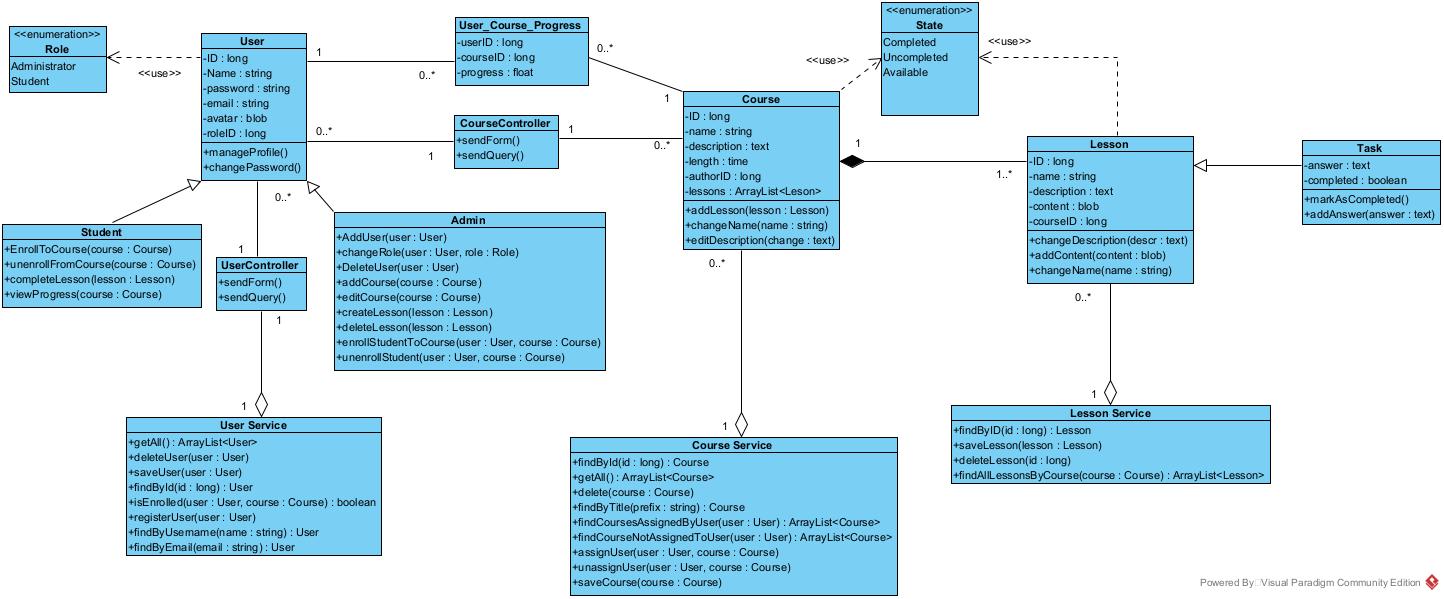 <<enumeration>>
Role
Administrator
Student
<<use>>
User
-ID : long
-Name : string
-password : string
-email : string
-avatar : blob
-roleID : long
+manageProfile()
+changePassword()
1
0..*
User_Course_Progress
-userID : long
-courseID : long
-progress : float
0..*
1
0..*
1
CourseController
+sendForm()
+sendQuery()
1
0..*
<<enumeration>>
State
Completed
Uncompleted
Available
<<use>>
<<use>>
Course
-ID : long
-name : string
-description : text
-length : time
-authorID : long
-lessons : ArrayList<Leson>
+addLesson(lesson : Lesson)
+changeName(name : string)
+editDescription(change : text)
1
1..*
Lesson
-ID : long
-name : string
-description : text
-content : blob
-courseID : long
+changeDescription(descr : text)
+addContent(content : blob)
+changeName(name : string)
Task
-answer : text
-completed : boolean
+markAsCompleted()
+addAnswer(answer : text)
Student
+EnrollToCourse(course : Course)
+unenrollFromCourse(course : Course)
+completeLesson(lesson : Lesson)
+viewProgress(course : Course)
0..*
1
UserController
+sendForm()
+sendQuery()
1
1
Admin
+AddUser(user : User)
+changeRole(user : User, role : Role)
+DeleteUser(user : User)
+addCourse(course : Course)
+editCourse(course : Course)
+createLesson(lesson : Lesson)
+deleteLesson(lesson : Lesson)
+enrollStudentToCourse(user : User, course : Course)
+unenrollStudent(user : User, course : Course)
User Service
+getAll() : ArrayList<User>
+deleteUser(user : User)
+saveUser(user : User)
+findById(id : long) : User
+isEnrolled(user : User, course : Course) : boolean
+registerUser(user : User)
+findByUsername(name : string) : User
+findByEmail(email : string) : User
0..*
1
Course Service
+findById(id : long) : Course
+getAll() : ArrayList<Course>
+delete(course : Course)
+findByTitle(prefix : string) : Course
+findCoursesAssignedByUser(user : User) : ArrayList<Course>
+findCourseNotAssignedToUser(user : User) : ArrayList<Course>
+assignUser(user : User, course : Course)
+unassignUser(user : User, course : Course)
+saveCourse(course : Course)
0..*
1
Lesson Service
+findByID(id : long) : Lesson
+saveLesson(lesson : Lesson)
+deleteLesson(id : long)
+findAllLessonsByCourse(course : Course) : ArrayList<Lesson>
Powered By Visual Paradigm Community Edition